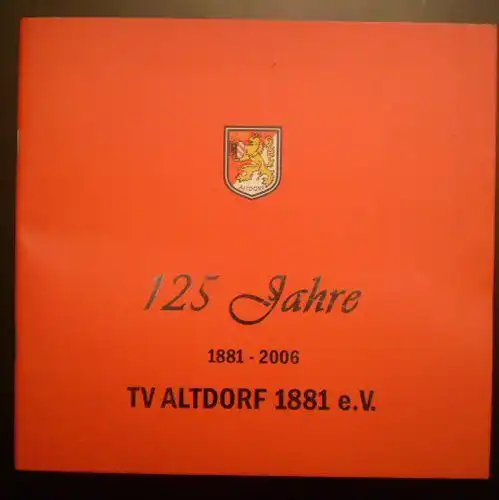 ALTDORF
125 Jahre
1881 - 2006
TV ALTDORF 1881 e.V.